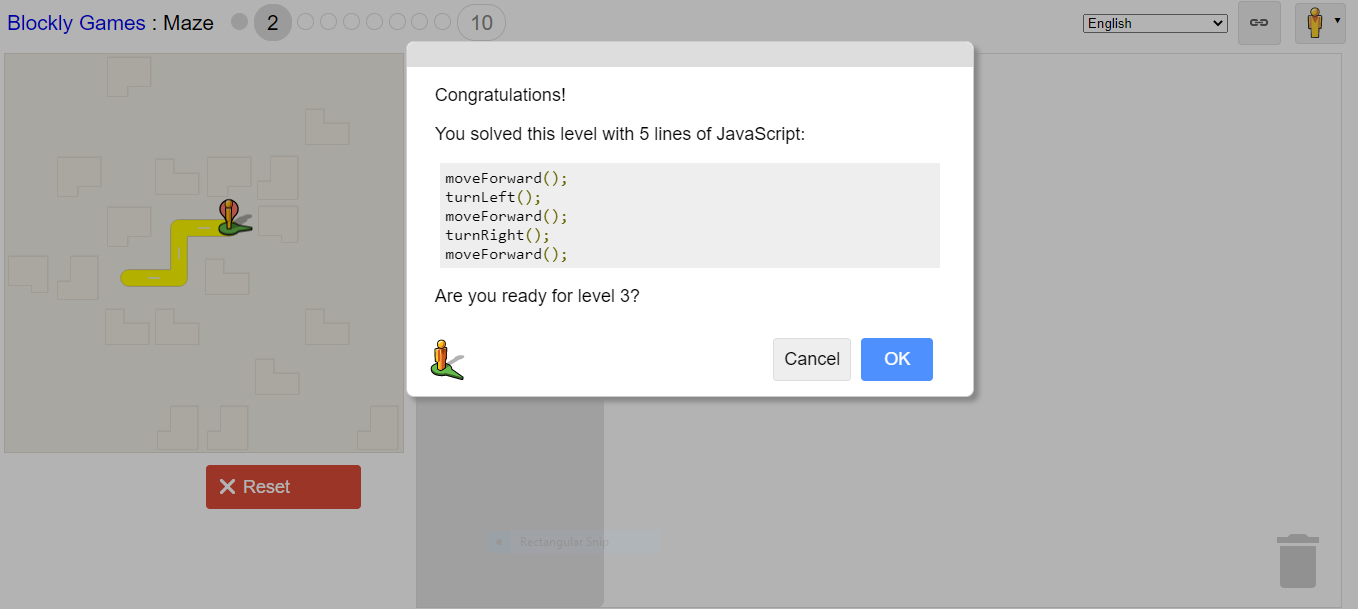 Blockly Games : Maze 2 10 English
Congratulations!
You solved this level with 5 lines of JavaScript:
moveForward();
turnLeft();
moveForward();
turnRight();
moveForward();
Are you ready for level 3?
Cancel OK
Reset
Rectangular Snip